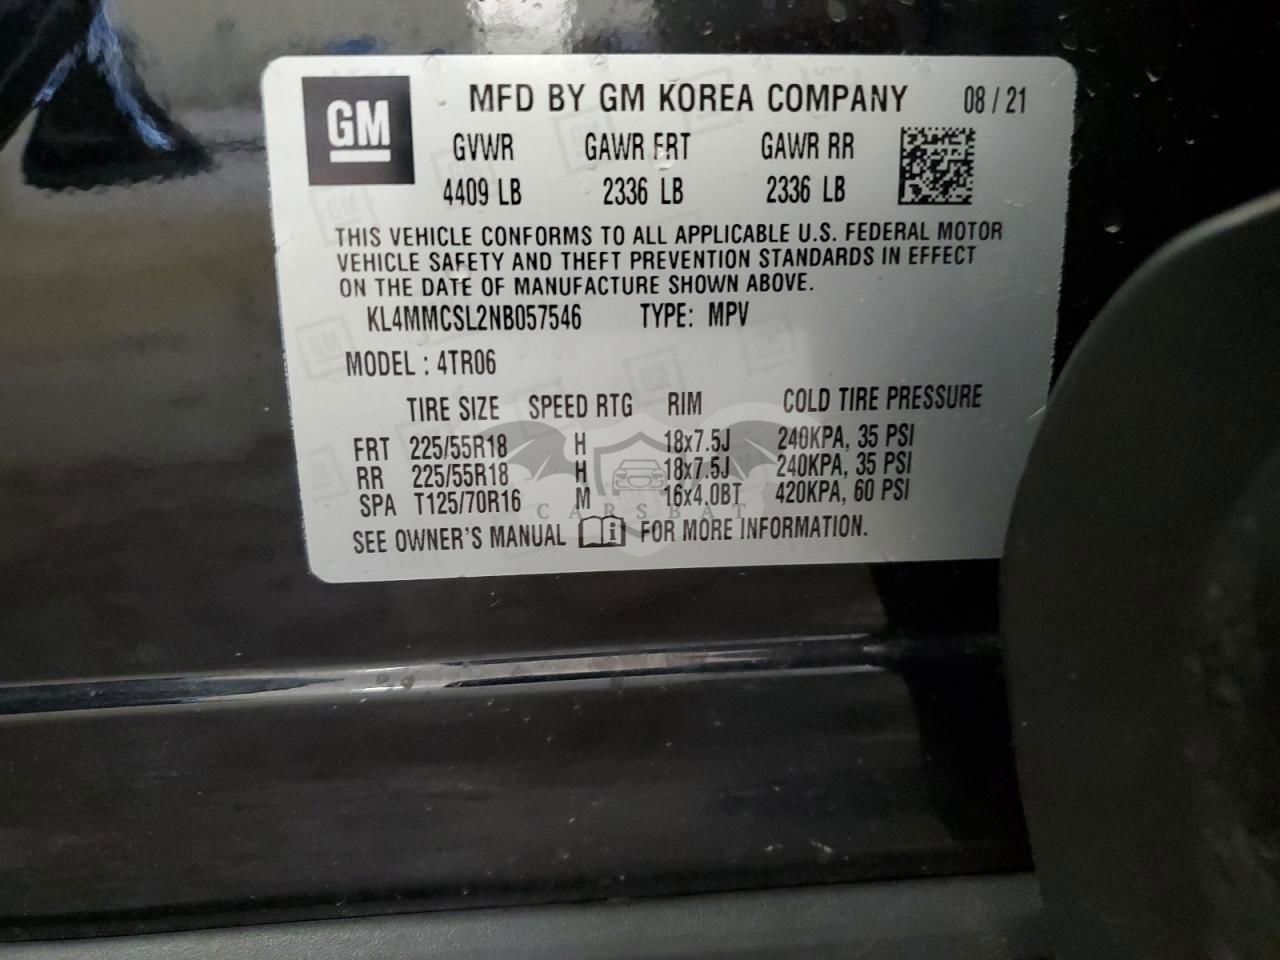 GM MFD BY GM KOREA COMPANY 08 / 21
GVWR GAWR FRT GAWR RR
4409 LB 2336 LB 2336 LB
THIS VEHICLE CONFORMS TO ALL APPLICABLE U.S. FEDERAL MOTOR
VEHICLE SAFETY AND THEFT PREVENTION STANDARDS IN EFFECT
ON THE DATE OF MANUFACTURE SHOWN ABOVE.
KL4MMCSL2NB057546 TYPE: MPV
MODEL : 4TR06
TIRE SIZE SPEED RTG RIM COLD TIRE PRESSURE
FRT 225/55R18 H 18x7.5J 240KPA, 35 PSI
RR 225/55R18 H 18x7.5J 240KPA, 35 PSI
SPA T125/70R16 M 16x4.0BT 420KPA, 60 PSI
CARSBAT
SEE OWNER'S MANUAL i FOR MORE INFORMATION.